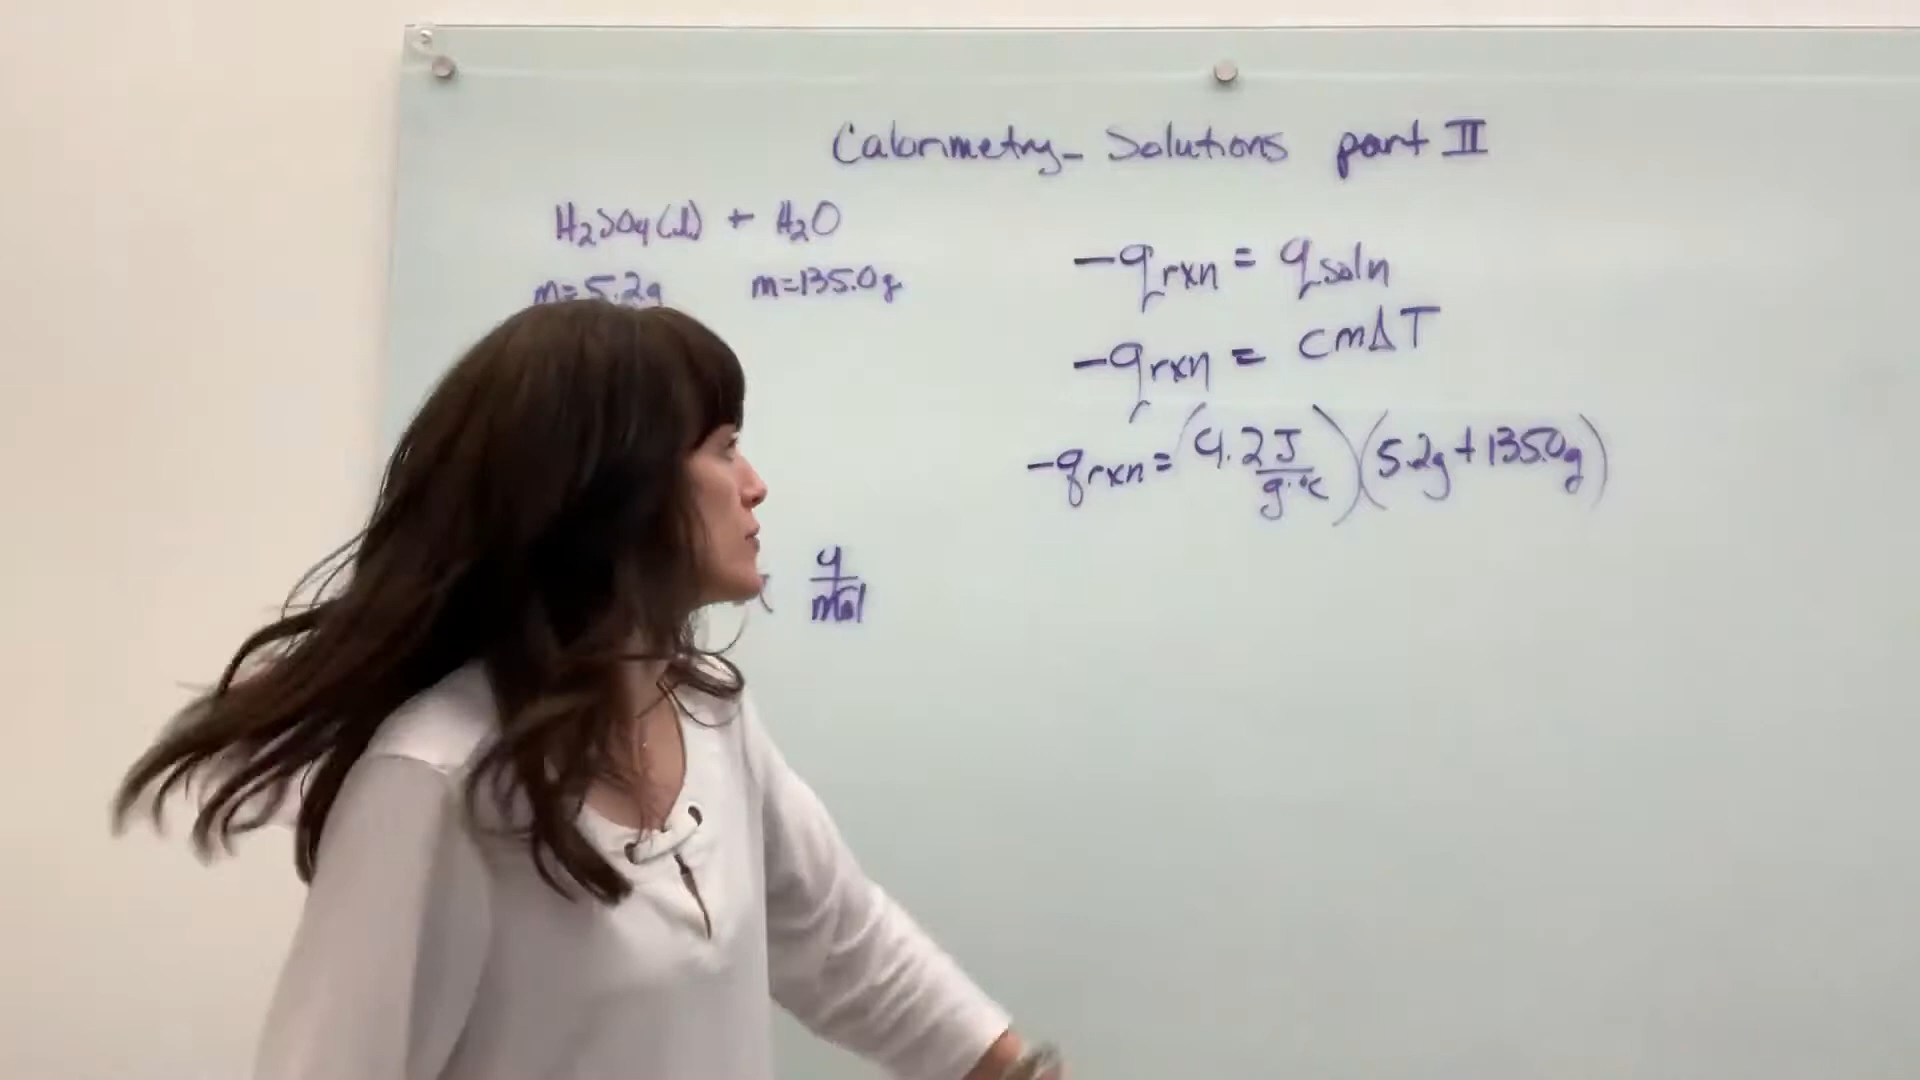 Calorimetry - Solutions part II
H₂SO₄(l) + H₂O
m=5.2g m=135.0g
-qrxn = qsoln
-qrxn = cmΔT
-qrxn = (4.2 J/g·°C)(5.2g + 135.0g)
q/mol